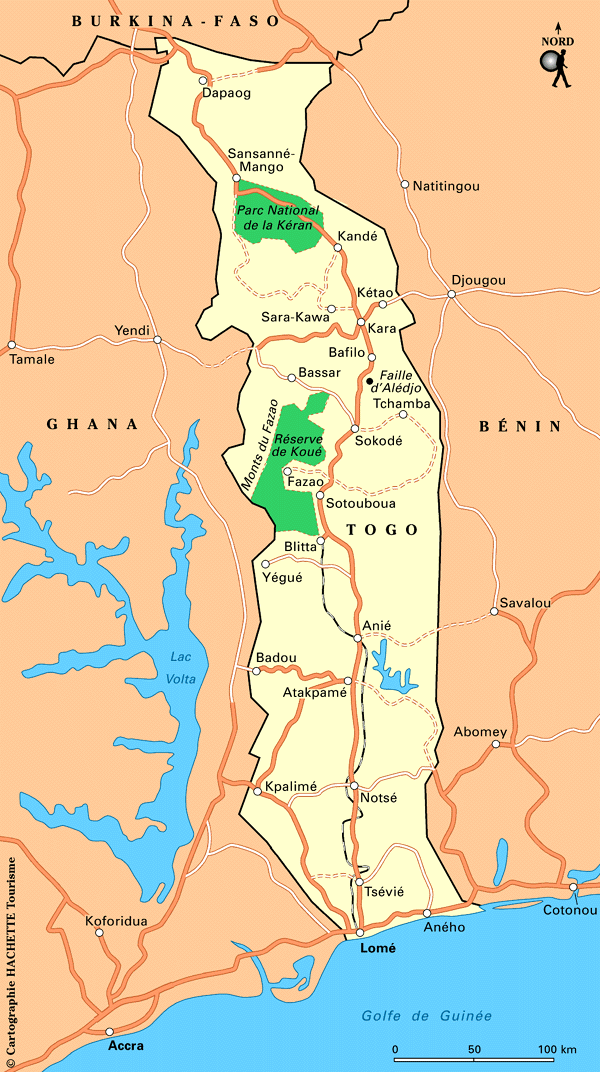 BURKINA-FASO
NORD
Dapaog
Sansanné-
Mango
Natitingou
Parc National
de la Kéran
Kandé
Djougou
Kétao
Sara-Kawa
Kara
Yendi
Tamale
Bafilo
Bassar
Faille
d'Alédjo
Tchamba
GHANA
BÉNIN
Monts du Fazao
Réserve
de Koué
Sokodé
Fazao
Sotouboua
TOGO
Blitta
Yégué
Savalou
Anié
Lac
Volta
Badou
Atakpamé
Abomey
Kpalimé
Notsé
Tsévié
Koforidua
Aného
Cotonou
Lomé
Golfe de Guinée
Accra
0 50 100 km
© Cartographie HACHETTE Tourisme